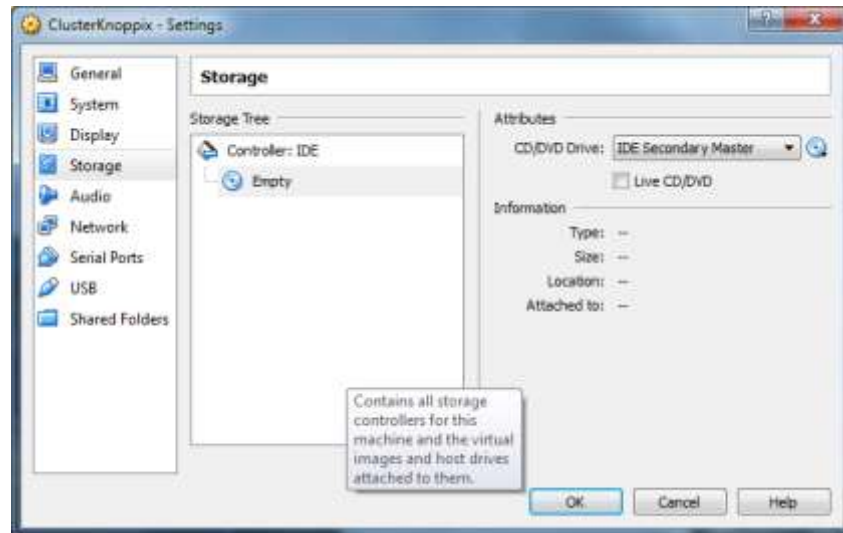 ClusterKnoppix - Settings
General
System
Display
Storage
Audio
Network
Serial Ports
USB
Shared Folders
Storage
Storage Tree
Controller: IDE
Empty
Attributes
CD/DVD Drive: IDE Secondary Master
Live CD/DVD
Information
Type: --
Size: --
Location: --
Attached to: --
Contains all storage
controllers for this
machine and the virtual
images and host drives
attached to them.
OK Cancel Help